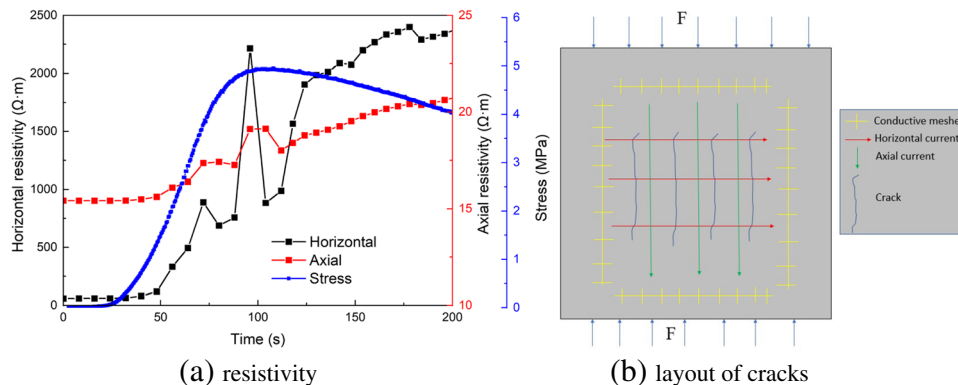 2500
2000
1500
1000
500
0
Horizontal resistivity (Ω·m)
0 50 100 150 200
Time (s)
Horizontal
Axial
Stress
25
20
15
10
Axial resistivity (Ω·m)
6
5
4
3
2
1
0
Stress (MPa)
(a) resistivity
F
F
Conductive meshe
Horizontal current
Axial current
Crack
(b) layout of cracks